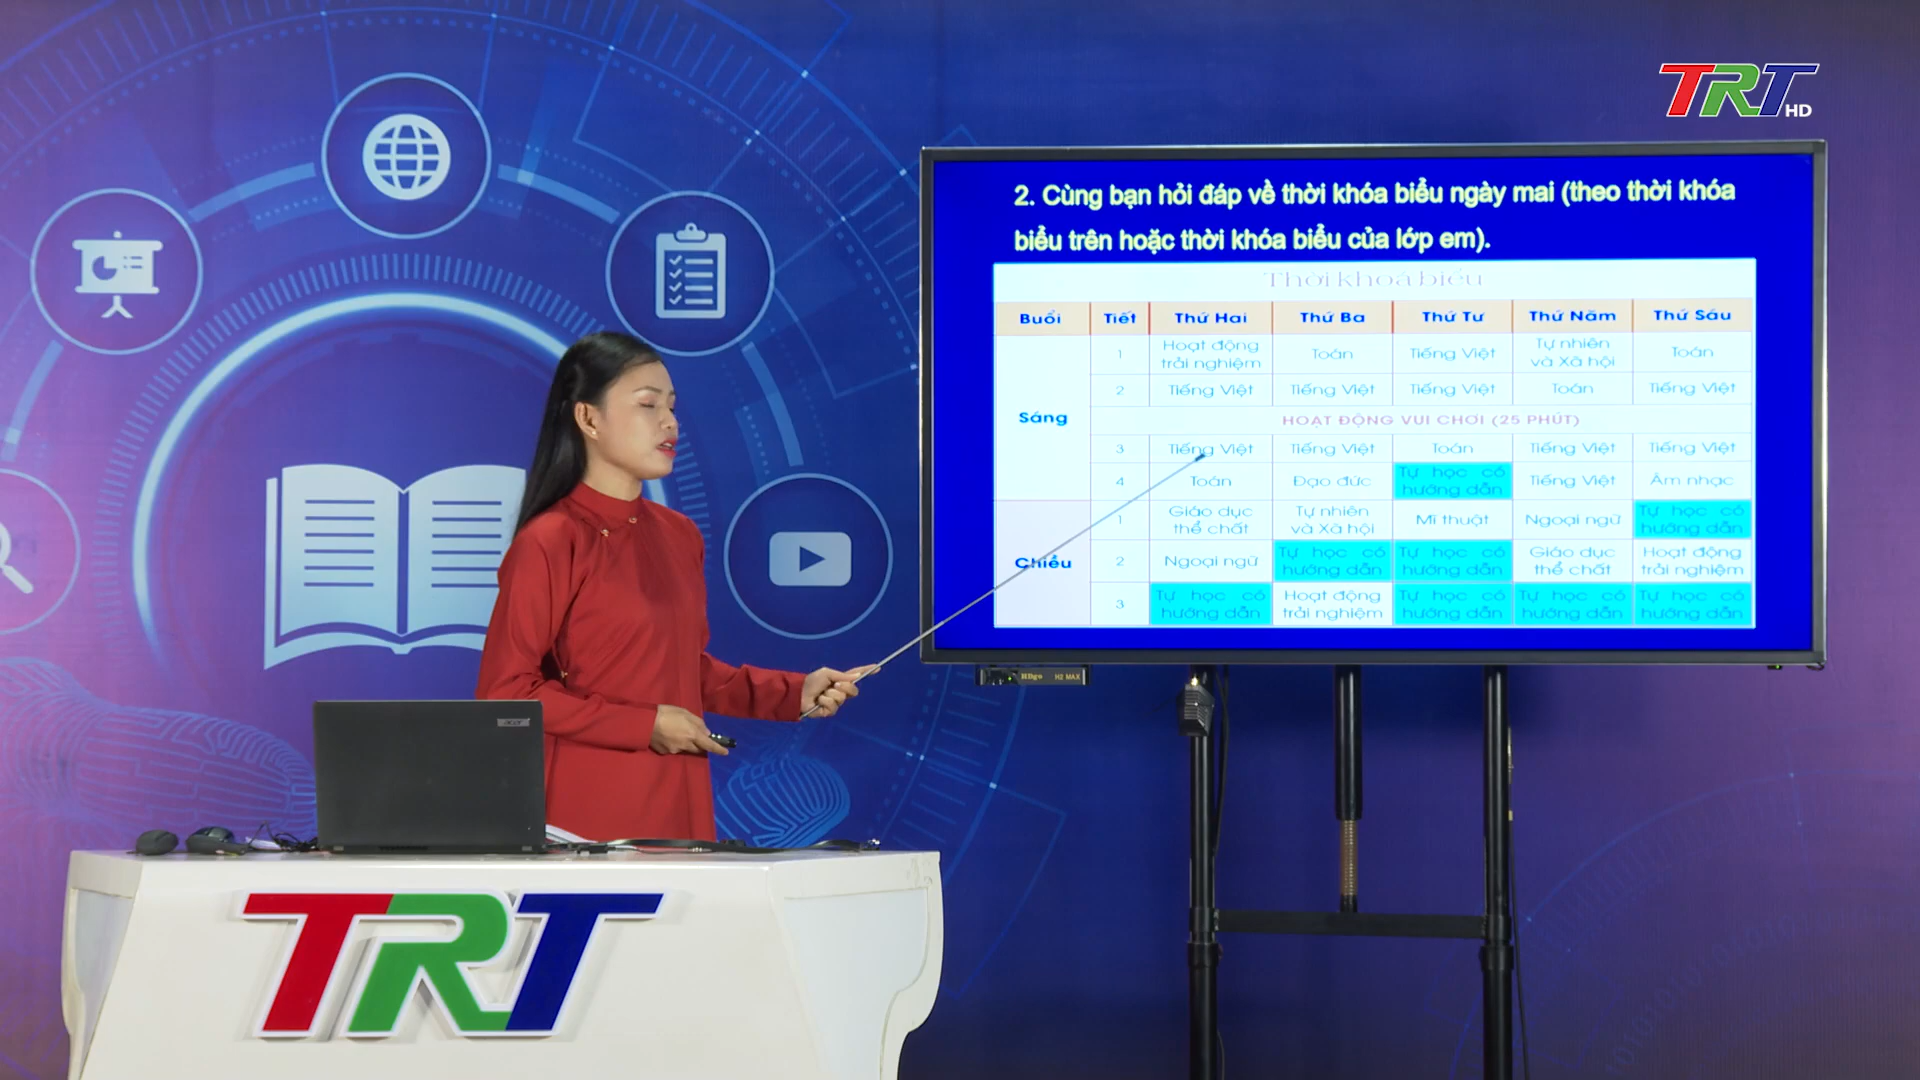 TRT HD
2. Cùng bạn hỏi đáp về thời khóa biểu ngày mai (theo thời khóa
biểu trên hoặc thời khóa biểu của lớp em).
Thời khoá biểu
Buổi Tiết Thứ Hai Thứ Ba Thứ Tư Thứ Năm Thứ Sáu
Sáng
1 Hoạt động trải nghiệm Toán Tiếng Việt Tự nhiên và Xã hội Toán
2 Tiếng Việt Tiếng Việt Tiếng Việt Toán Tiếng Việt
HOẠT ĐỘNG VUI CHƠI (25 PHÚT)
3 Tiếng Việt Tiếng Việt Toán Tiếng Việt Tiếng Việt
4 Toán Đạo đức Tự học có hướng dẫn Tiếng Việt Âm nhạc
Chiều
1 Giáo dục thể chất Tự nhiên và Xã hội Mĩ thuật Ngoại ngữ Tự học có hướng dẫn
2 Ngoại ngữ Tự học có hướng dẫn Tự học có hướng dẫn Giáo dục thể chất Hoạt động trải nghiệm
3 Tự học có hướng dẫn Hoạt động trải nghiệm Tự học có hướng dẫn Tự học có hướng dẫn Tự học có hướng dẫn
HDgo H2 MAX
acer
TRT